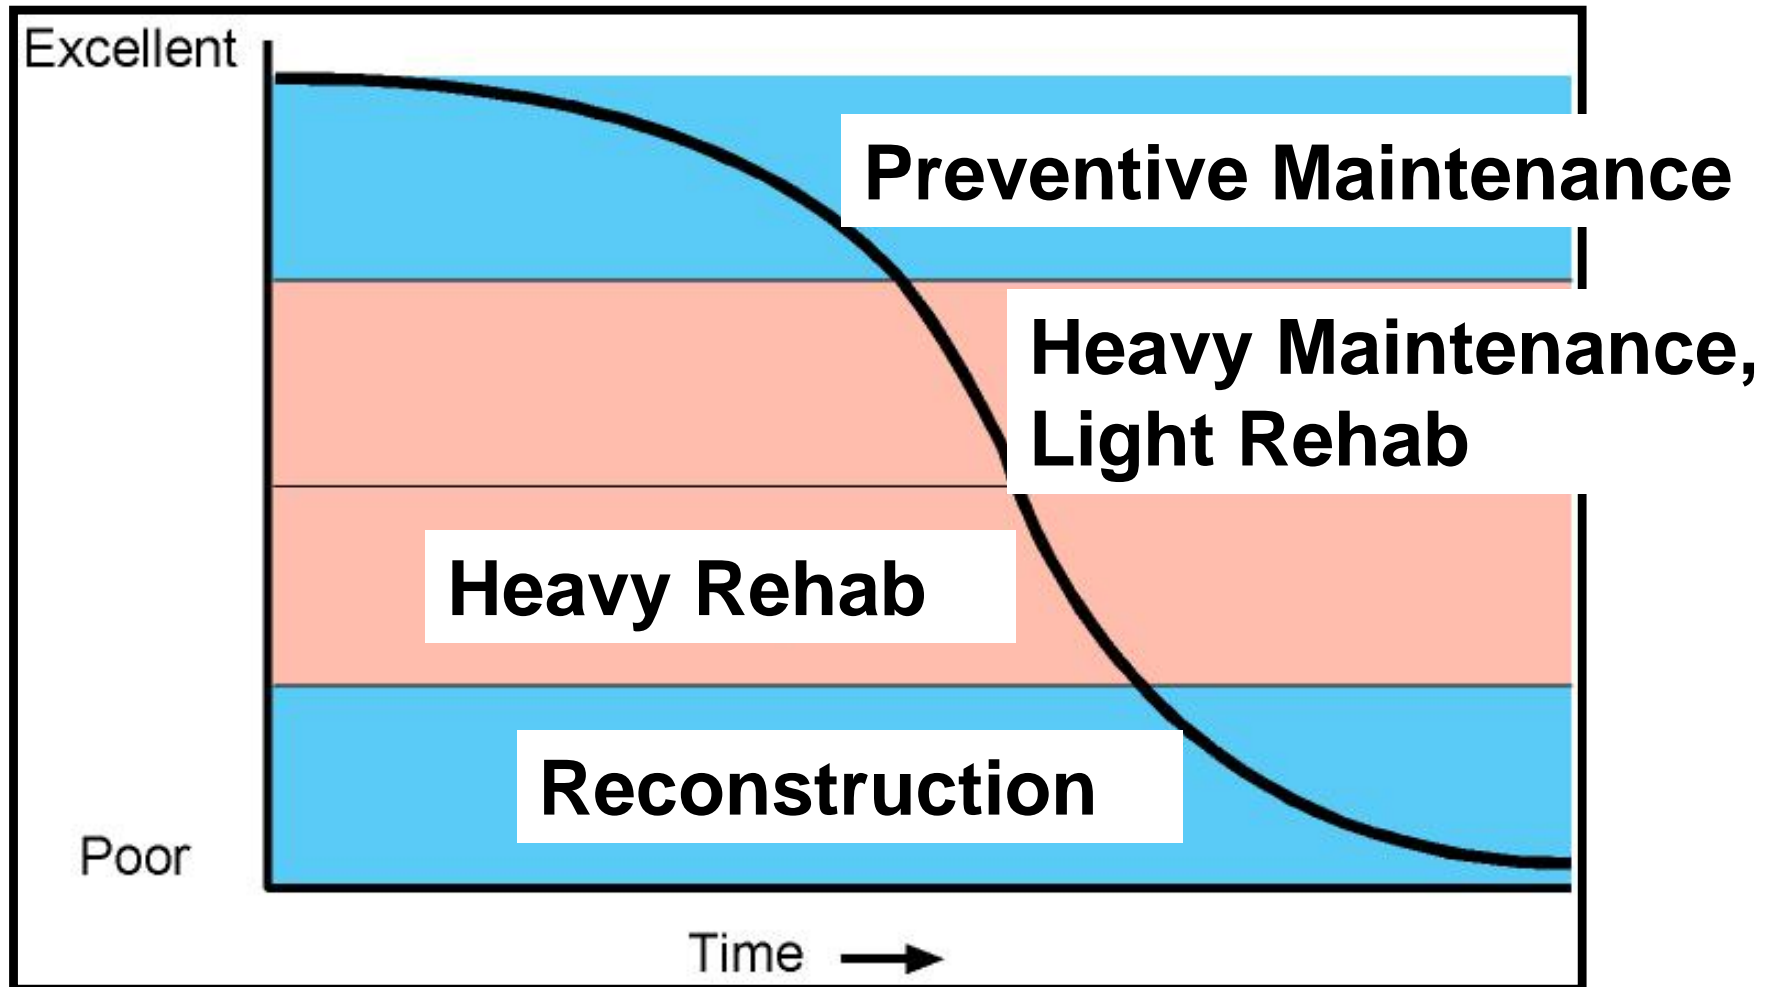 Excellent
Preventive Maintenance
Heavy Maintenance,
Light Rehab
Heavy Rehab
Reconstruction
Poor
Time